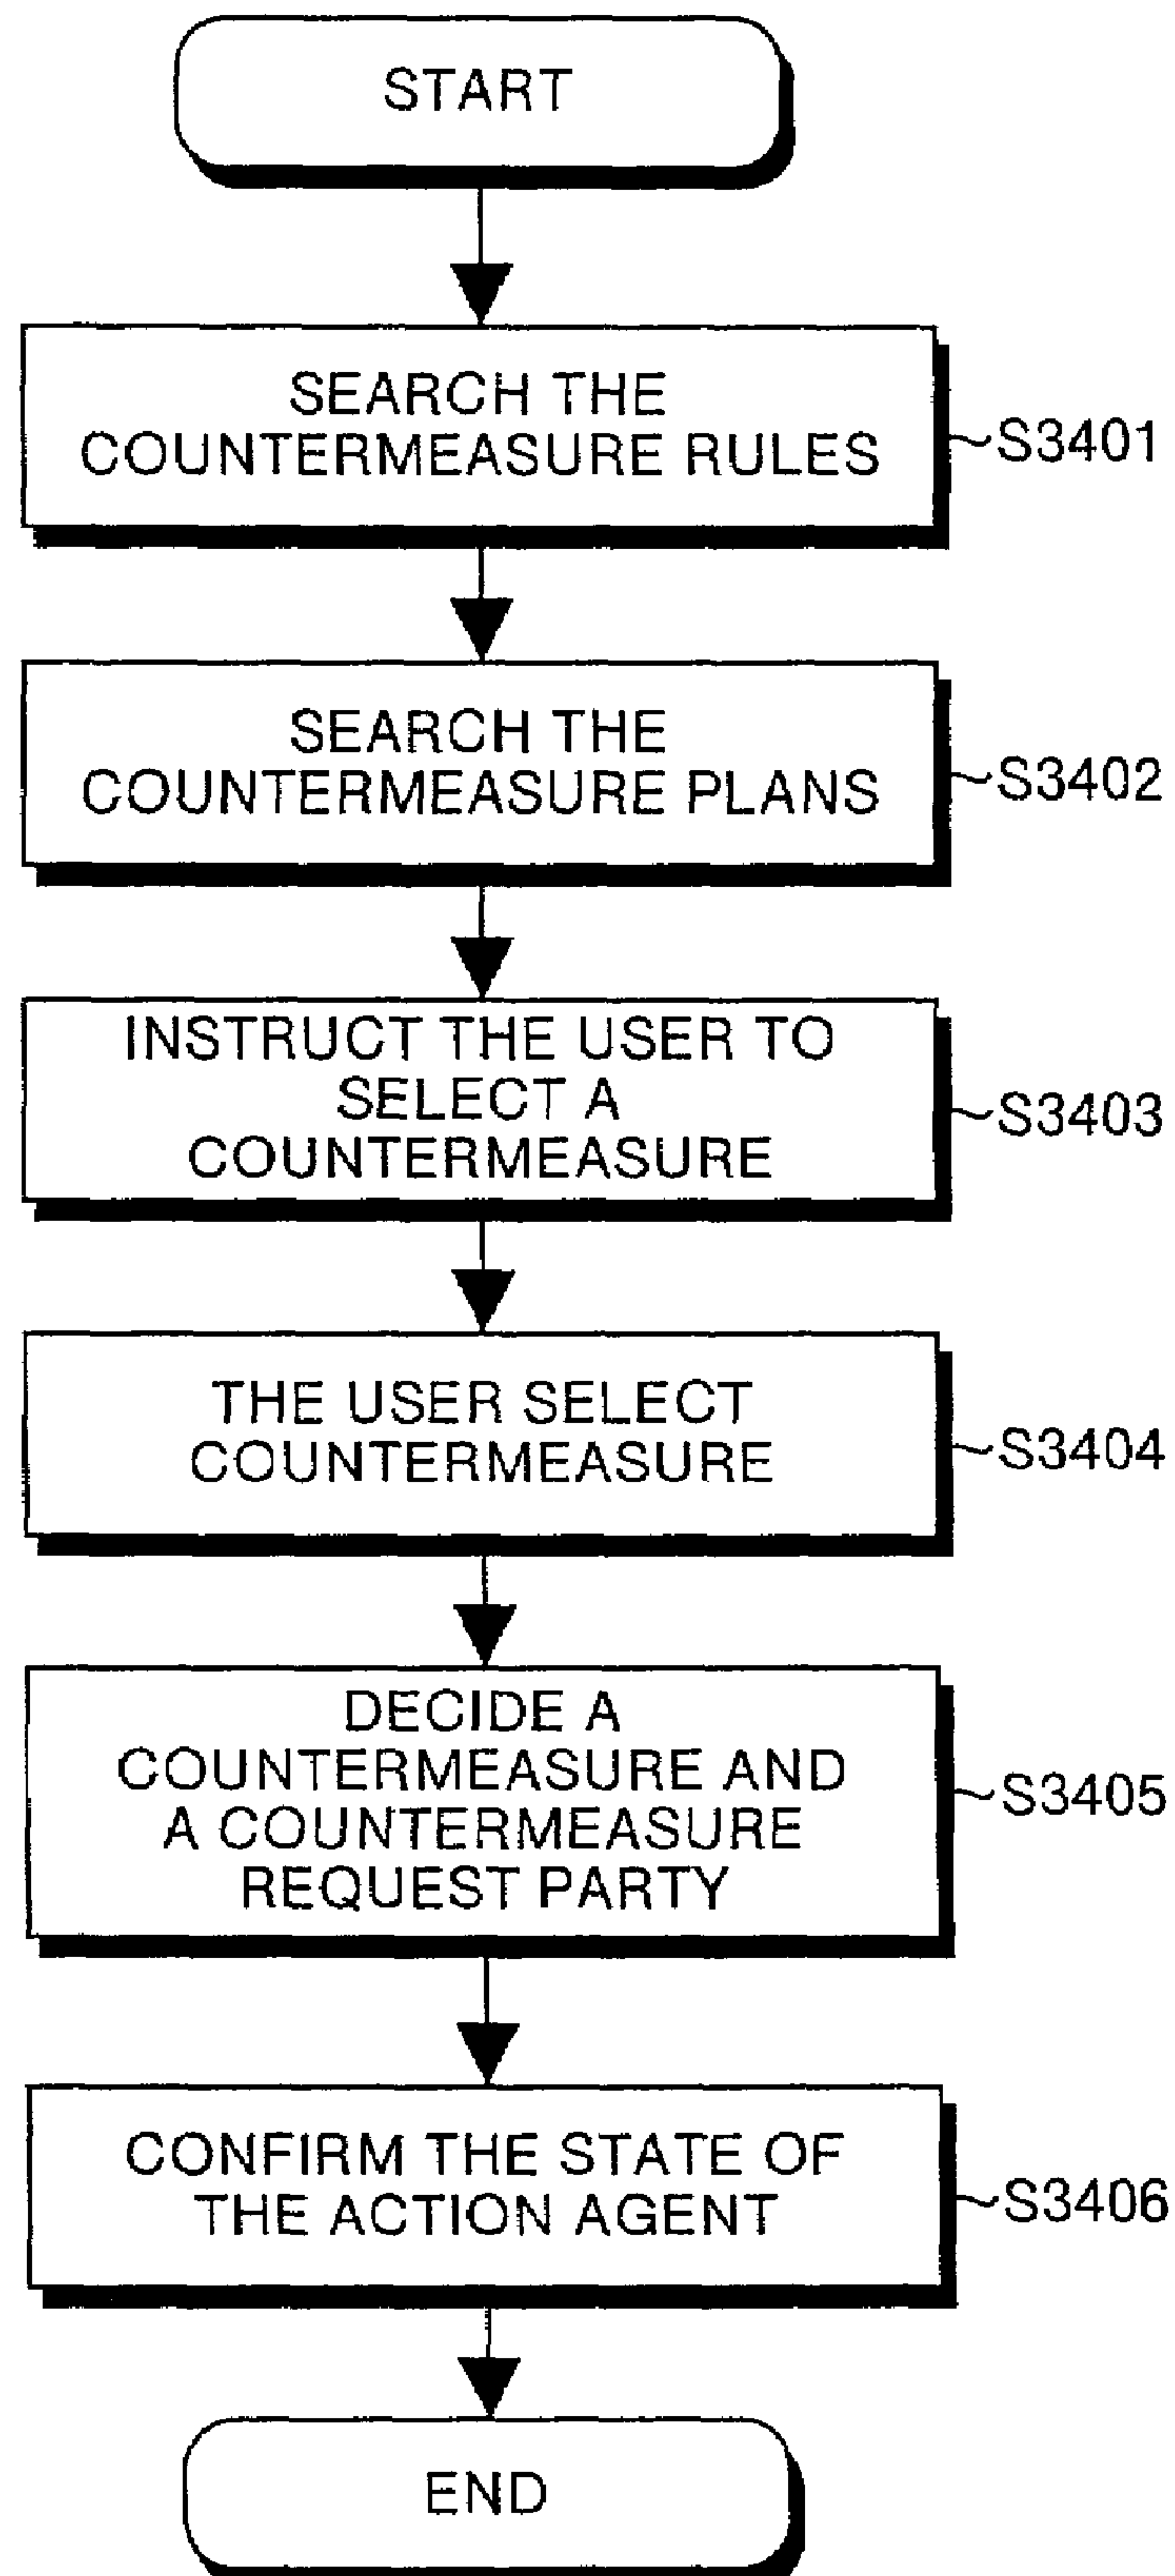 START
SEARCH THE
COUNTERMEASURE RULES
~S3401
SEARCH THE
COUNTERMEASURE PLANS
~S3402
INSTRUCT THE USER TO
SELECT A
COUNTERMEASURE
~S3403
THE USER SELECT
COUNTERMEASURE
~S3404
DECIDE A
COUNTERMEASURE AND
A COUNTERMEASURE
REQUEST PARTY
~S3405
CONFIRM THE STATE OF
THE ACTION AGENT
~S3406
END